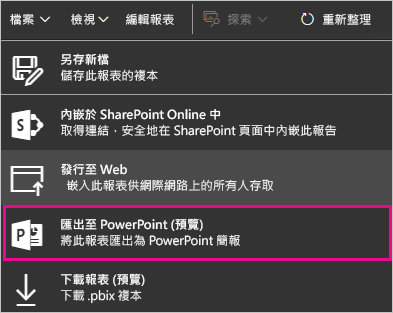 檔案 檢視 編輯報表 探索 重新整理
另存新檔
儲存此報表的複本
內嵌於 SharePoint Online 中
取得連結，安全地在 SharePoint 頁面中內嵌此報告
發行至 Web
嵌入此報表供網際網路上的所有人存取
匯出至 PowerPoint (預覽)
將此報表匯出為 PowerPoint 簡報
下載報表 (預覽)
下載 .pbix 複本